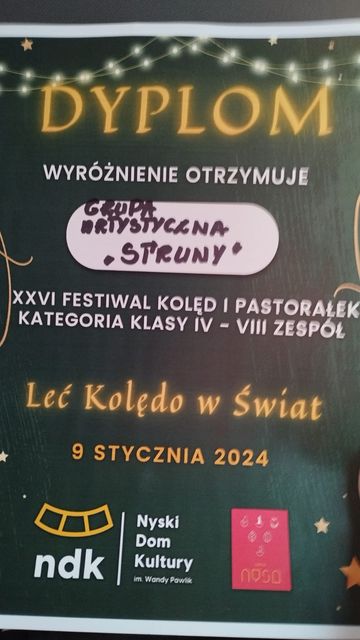 DYPLOM
WYRÓŻNIENIE OTRZYMUJE
GRUPA
ARTYSTYCZNA
„STRUNY"
XXVI FESTIWAL KOLĘD I PASTORAŁEK
KATEGORIA KLASY IV - VIII ZESPÓŁ
Leć Kolędo w Świat
9 STYCZNIA 2024
ndk
Nyski
Dom
Kultury
im. Wandy Pawlik
nysa